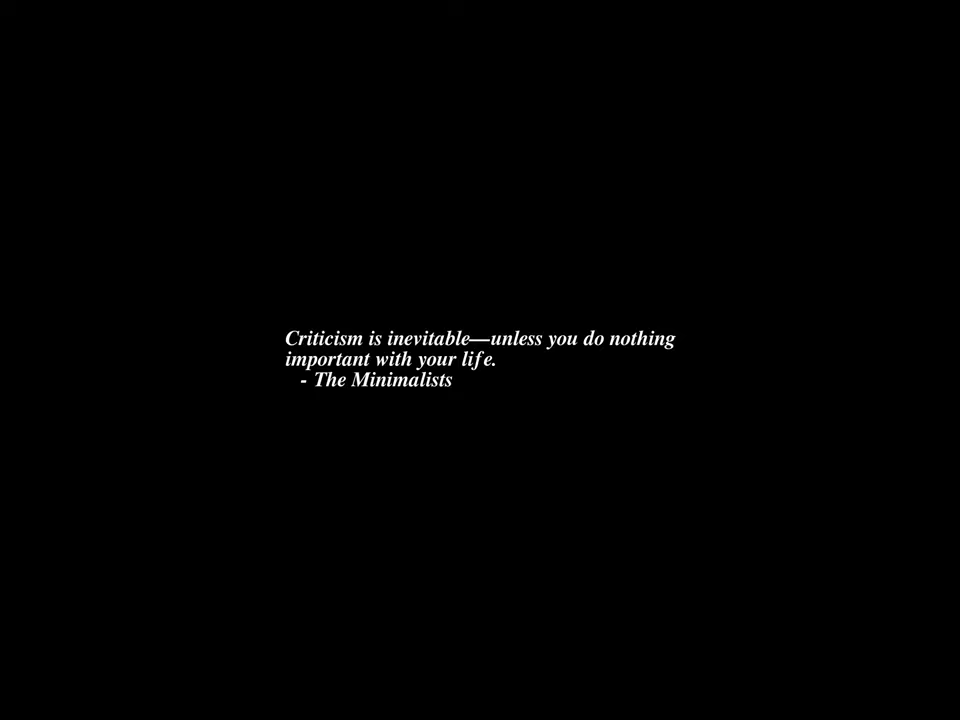 Criticism is inevitable—unless you do nothing
important with your life.
- The Minimalists